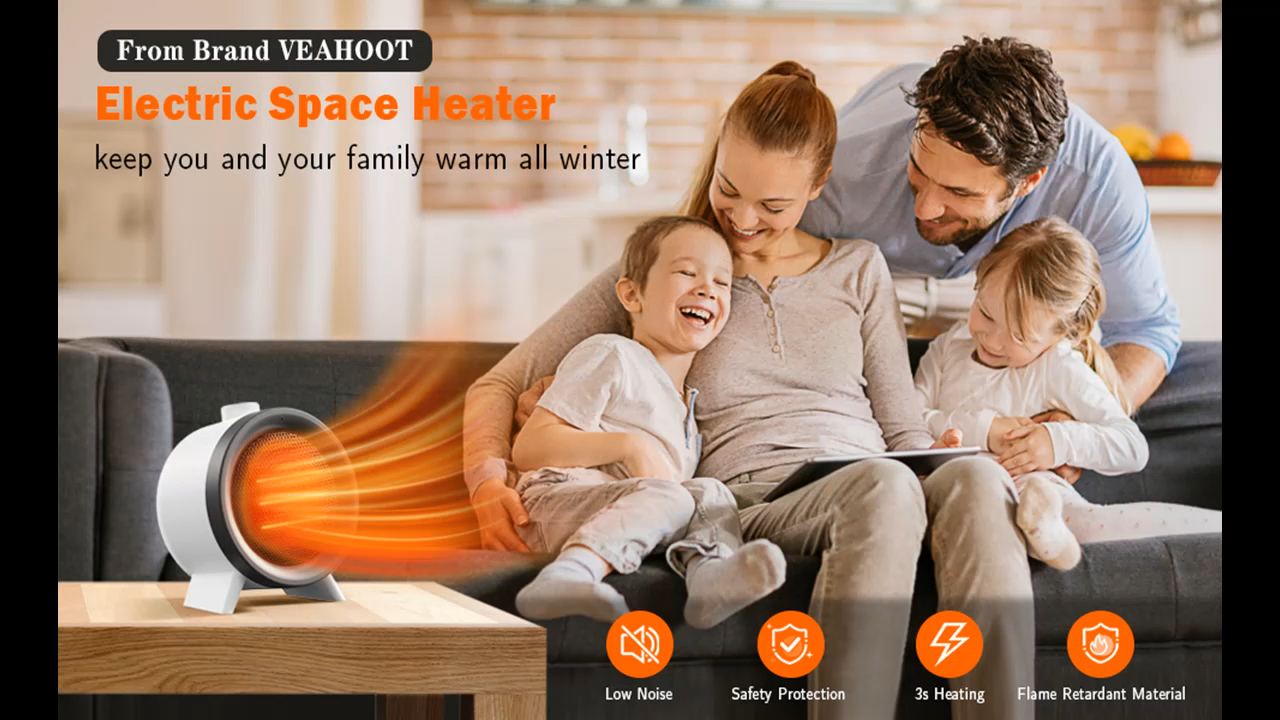 From Brand VEAHOOT
Electric Space Heater
keep you and your family warm all winter
Low Noise
Safety Protection
3s Heating
Flame Retardant Material